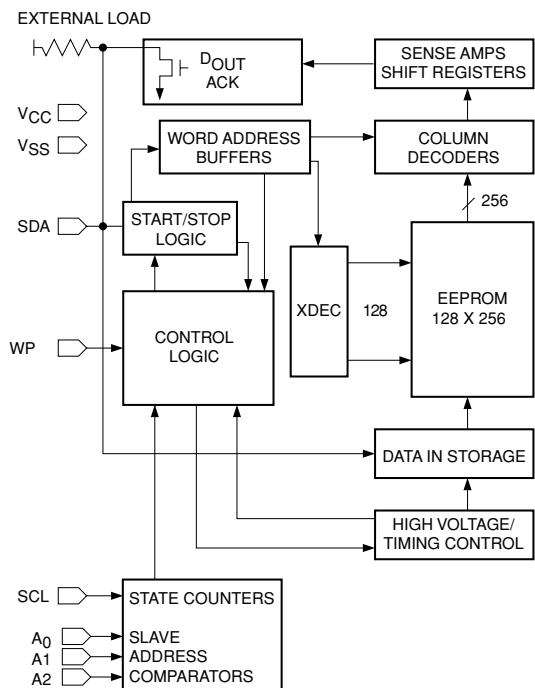 EXTERNAL LOAD
DOUT
ACK
SENSE AMPS
SHIFT REGISTERS
VCC
VSS
WORD ADDRESS
BUFFERS
COLUMN
DECODERS
256
SDA
START/STOP
LOGIC
XDEC
128
EEPROM
128 X 256
WP
CONTROL
LOGIC
DATA IN STORAGE
HIGH VOLTAGE/
TIMING CONTROL
SCL
STATE COUNTERS
A0
SLAVE
A1
ADDRESS
A2
COMPARATORS